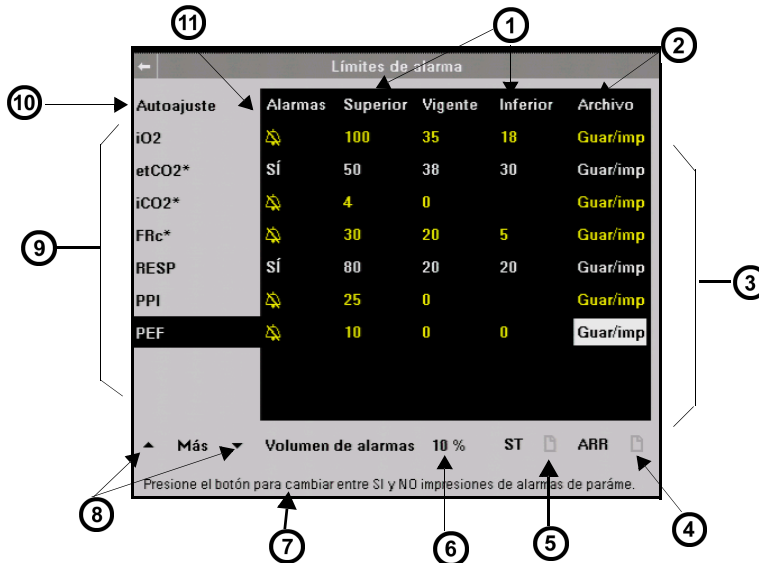 11
1
2
Límites de alarma
10
Autoajuste Alarmas Superior Vigente Inferior Archivo
iO2 100 35 18 Guar/imp
etCO2* SÍ 50 38 30 Guar/imp
iCO2* 4 0 Guar/imp
FRc* 30 20 5 Guar/imp
9
RESP SÍ 80 20 20 Guar/imp
3
PPI 25 0 Guar/imp
PEF 10 0 0 Guar/imp
Más Volumen de alarmas 10 % ST ARR
Presione el botón para cambiar entre SI y NO impresiones de alarmas de paráme.
8
7
6
5
4